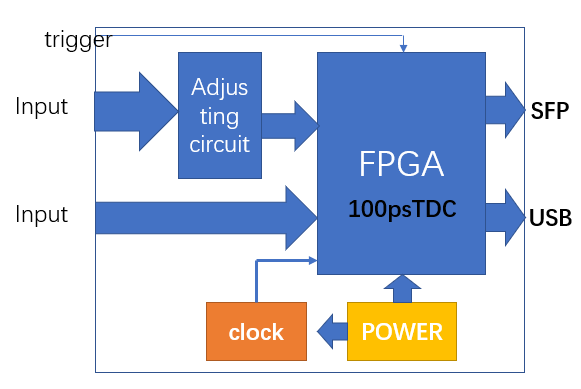 trigger
Input
Adjus
ting
circuit
SFP
FPGA
100psTDC
Input
USB
clock
POWER